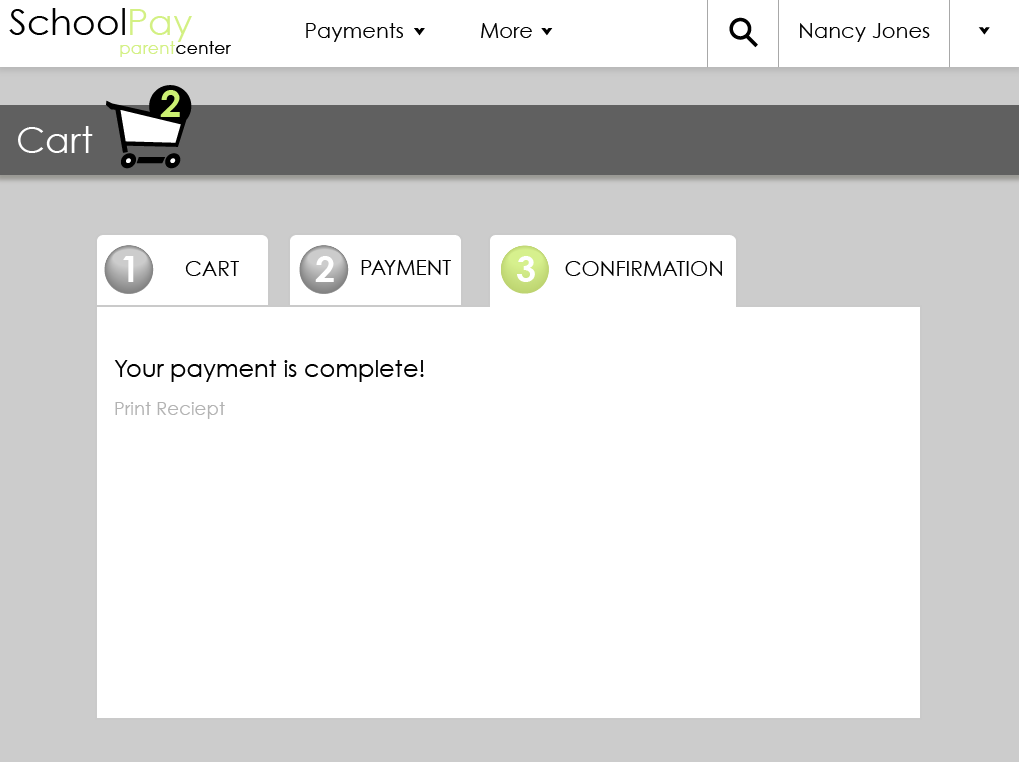 SchoolPay
parentcenter
Payments
More
Nancy Jones
Cart
2
1 CART
2 PAYMENT
3 CONFIRMATION
Your payment is complete!
Print Reciept